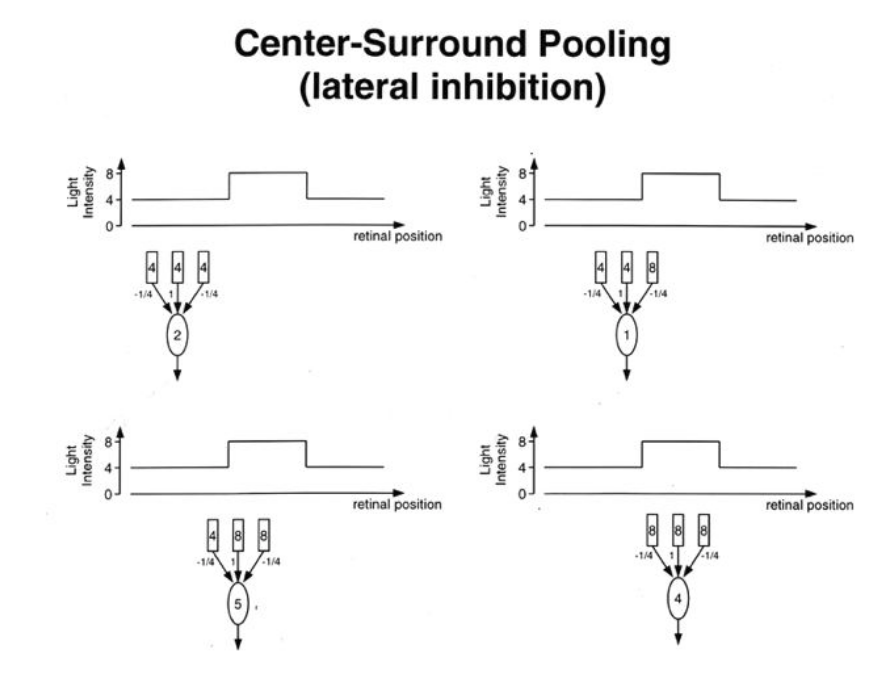 Center-Surround Pooling
(lateral inhibition)
Light
Intensity
8
4
0
retinal position
4 4 4
-1/4 1 -1/4
2
Light
Intensity
8
4
0
retinal position
4 4 8
-1/4 1 -1/4
1
Light
Intensity
8
4
0
retinal position
4 8 8
-1/4 1 -1/4
5
Light
Intensity
8
4
0
retinal position
8 8 8
-1/4 1 -1/4
4